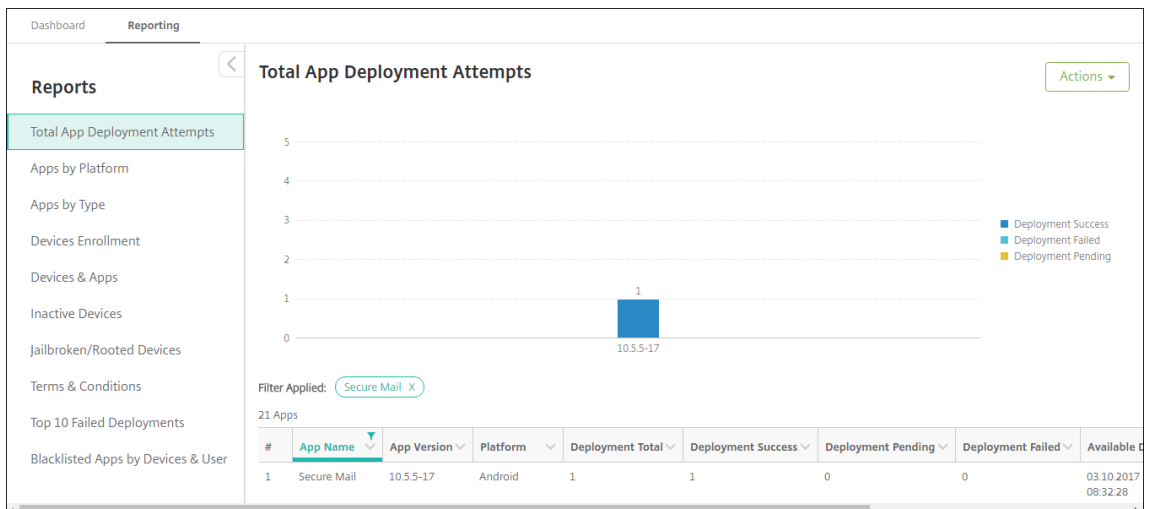 Dashboard Reporting
Reports
Total App Deployment Attempts
Apps by Platform
Apps by Type
Devices Enrollment
Devices & Apps
Inactive Devices
Jailbroken/Rooted Devices
Terms & Conditions
Top 10 Failed Deployments
Blacklisted Apps by Devices & User
Total App Deployment Attempts
Actions
5
4
3
2
1
0
1
10.5.5-17
Deployment Success
Deployment Failed
Deployment Pending
Filter Applied: Secure Mail X
21 Apps
# App Name App Version Platform Deployment Total Deployment Success Deployment Pending Deployment Failed Available D
1 Secure Mail 10.5.5-17 Android 1 1 0 0 03.10.2017
08:32:28